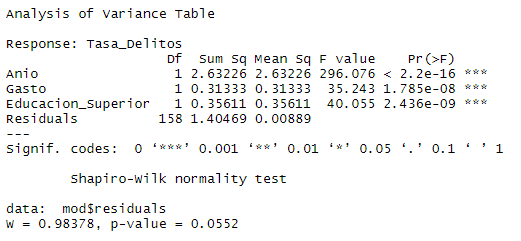 Analysis of Variance Table
Response: Tasa_Delitos
Df Sum Sq Mean Sq F value Pr(>F)
Anio 1 2.63226 2.63226 296.076 < 2.2e-16 ***
Gasto 1 0.31333 0.31333 35.243 1.785e-08 ***
Educacion_Superior 1 0.35611 0.35611 40.055 2.436e-09 ***
Residuals 158 1.40469 0.00889
---
Signif. codes: 0 ‘***’ 0.001 ‘**’ 0.01 ‘*’ 0.05 ‘.’ 0.1 ‘ ’ 1
Shapiro-Wilk normality test
data: mod$residuals
W = 0.98378, p-value = 0.0552